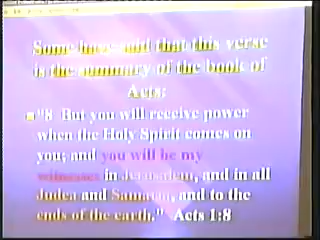 Some have said that this verse
is the summary of the book of
Acts:
"8 But you will receive power
when the Holy Spirit comes on
you; and you will be my
witnesses in Jerusalem, and in all
Judea and Samaria, and to the
ends of the earth." Acts 1:8